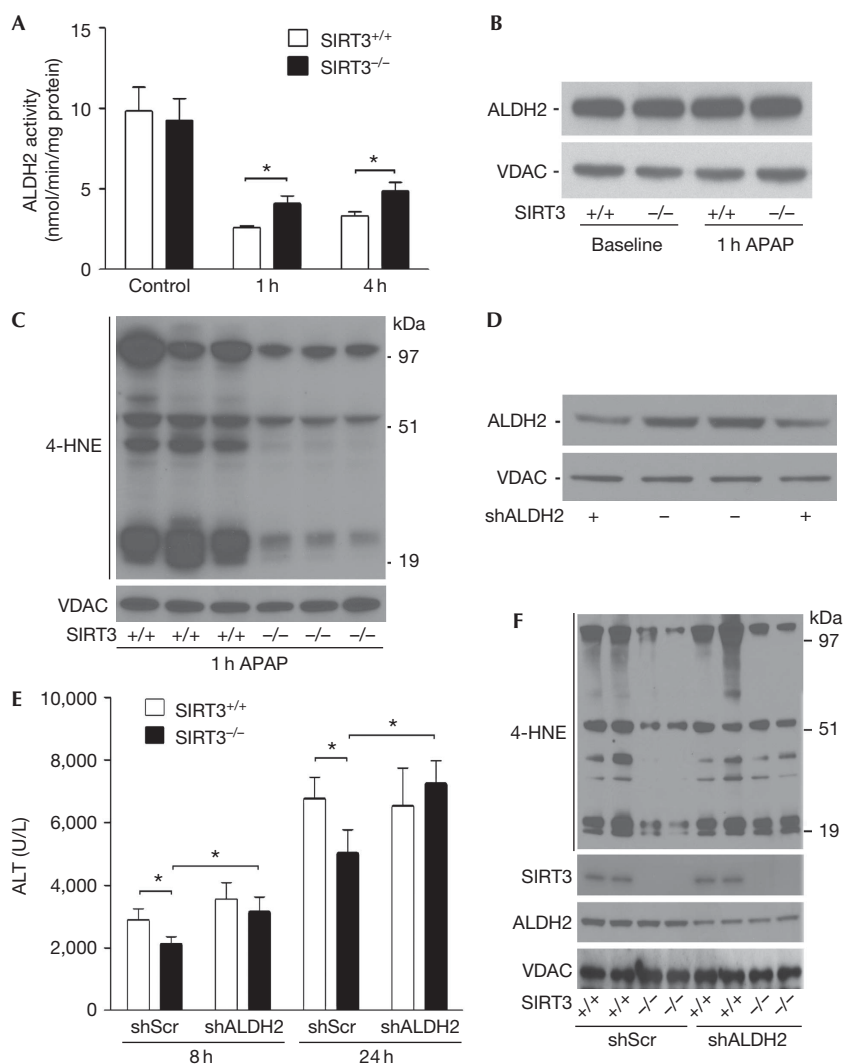 A
15
SIRT3+/+
SIRT3–/–
10
5
0
ALDH2 activity
(nmol/min/mg protein)
*
*
Control
1 h
4 h
B
ALDH2 -
VDAC -
SIRT3 +/+ –/– +/+ –/–
Baseline
1 h APAP
C
kDa
97
51
19
4-HNE
VDAC
SIRT3 +/+ +/+ +/+ –/– –/– –/–
1 h APAP
D
ALDH2 -
VDAC -
shALDH2 + – – +
E
10,000
8,000
6,000
4,000
2,000
0
ALT (U/L)
SIRT3+/+
SIRT3–/–
*
*
*
*
shScr shALDH2 shScr shALDH2
8 h
24 h
F
kDa
97
51
19
4-HNE
SIRT3
ALDH2
VDAC
SIRT3 +/+ +/+ –/– –/– +/+ +/+ –/– –/–
shScr
shALDH2